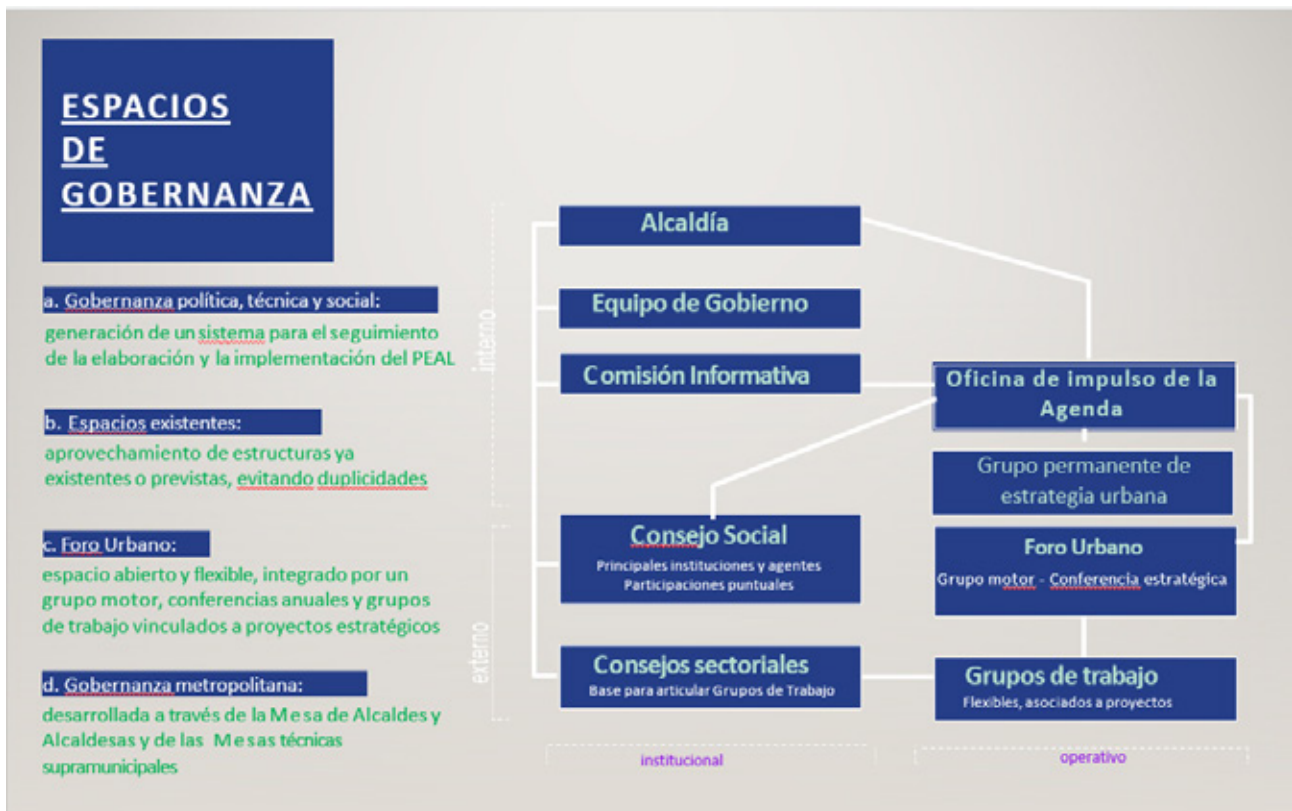 ESPACIOS
DE
GOBERNANZA
a. Gobernanza política, técnica y social:
generación de un sistema para el seguimiento
de la elaboración y la implementación del PEAL
b. Espacios existentes:
aprovechamiento de estructuras ya
existentes o previstas, evitando duplicidades
c. Foro Urbano:
espacio abierto y flexible, integrado por un
grupo motor, conferencias anuales y grupos
de trabajo vinculados a proyectos estratégicos
d. Gobernanza metropolitana:
desarrollada a través de la Mesa de Alcaldes y
Alcaldesas y de las Mesas técnicas
supramunicipales
interno
externo
Alcaldía
Equipo de Gobierno
Comisión Informativa
Consejo Social
Principales instituciones y agentes
Participaciones puntuales
Consejos sectoriales
Base para articular Grupos de Trabajo
institucional
Oficina de impulso de la
Agenda
Grupo permanente de
estrategia urbana
Foro Urbano
Grupo motor - Conferencia estratégica
Grupos de trabajo
Flexibles, asociados a proyectos
operativo